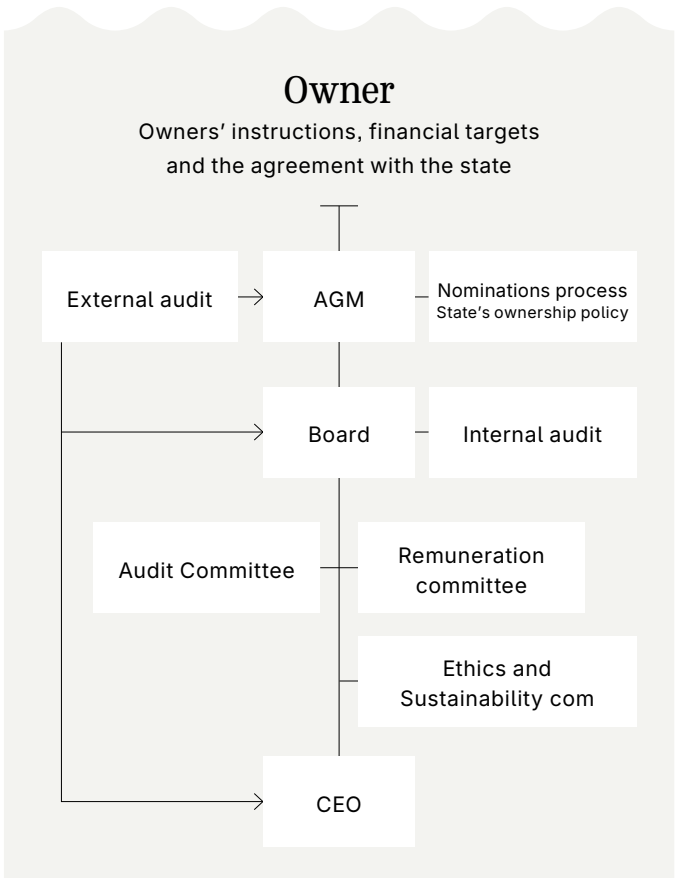 Owner
Owners’ instructions, financial targets
and the agreement with the state
External audit
AGM
Nominations process
State’s ownership policy
Board
Internal audit
Audit Committee
Remuneration
committee
Ethics and
Sustainability com
CEO